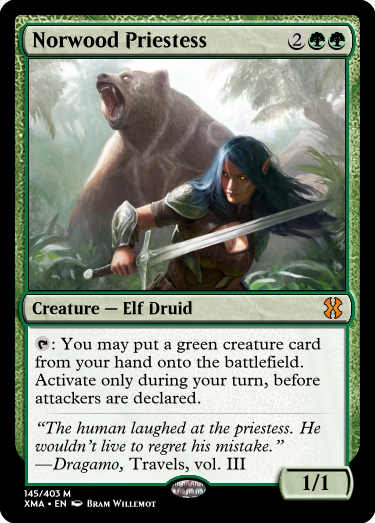 Norwood Priestess 2
Creature — Elf Druid
: You may put a green creature card
from your hand onto the battlefield.
Activate only during your turn, before
attackers are declared.
“The human laughed at the priestess. He
wouldn’t live to regret his mistake.”
—Dragamo, Travels, vol. III
1/1
145/403 M
XMA • EN Bram Willemot